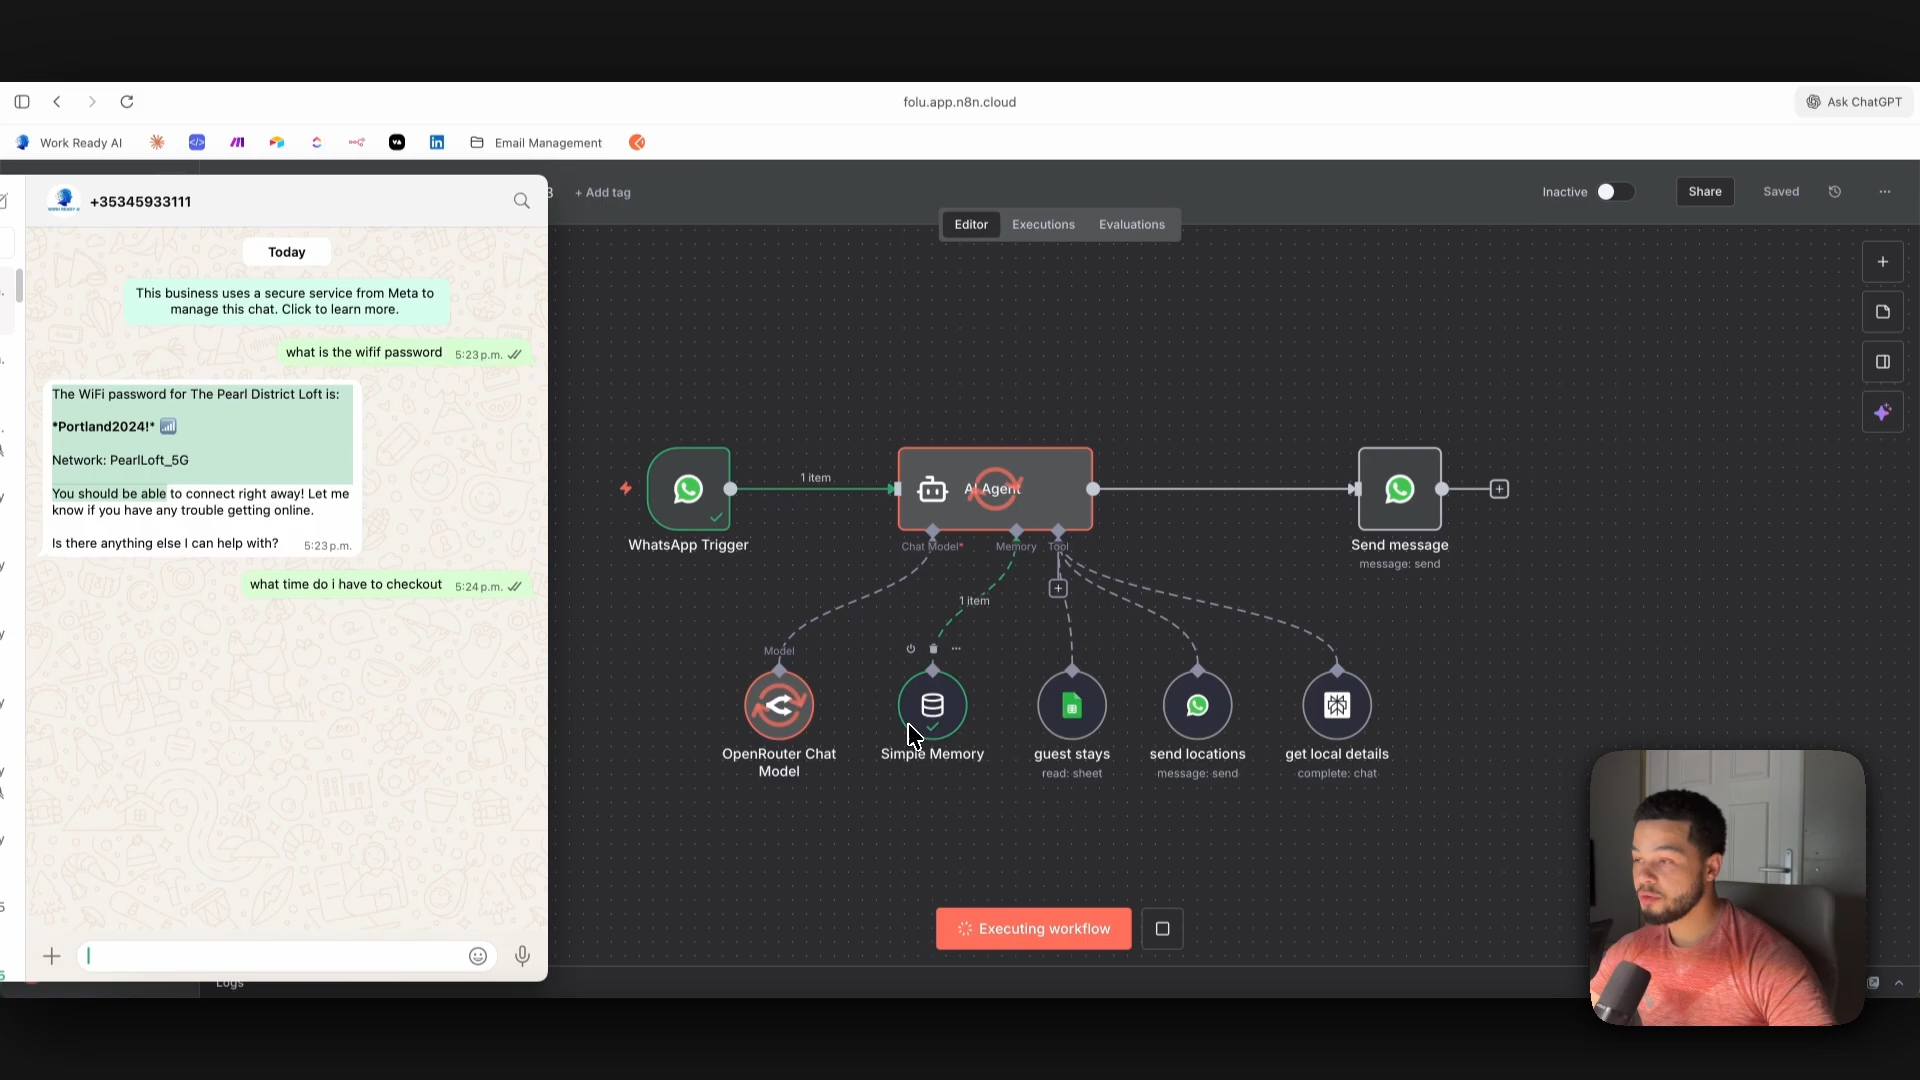 folu.app.n8n.cloud
Ask ChatGPT
Work Ready AI
Email Management
+35345933111
+ Add tag
Inactive
Share
Saved
Editor
Executions
Evaluations
Today
This business uses a secure service from Meta to
manage this chat. Click to learn more.
what is the wifif password 5:23 p.m.
The WiFi password for The Pearl District Loft is:
*Portland2024!*
Network: PearlLoft_5G
You should be able to connect right away! Let me
know if you have any trouble getting online.
Is there anything else I can help with? 5:23 p.m.
what time do i have to checkout 5:24 p.m.
1 item
AI Agent
WhatsApp Trigger
Chat Model*
Memory
Tool
Send message
message: send
1 item
Model
OpenRouter Chat
Model
Simple Memory
guest stays
read: sheet
send locations
message: send
get local details
complete: chat
Executing workflow
Logs